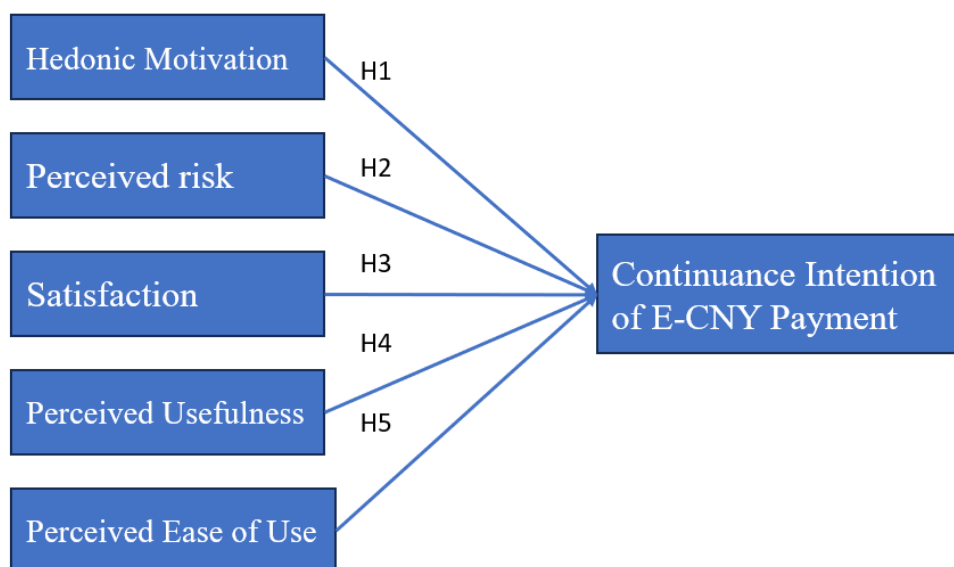 Hedonic Motivation
H1
Perceived risk
H2
Satisfaction
H3
Perceived Usefulness
H4
Perceived Ease of Use
H5
Continuance Intention
of E-CNY Payment